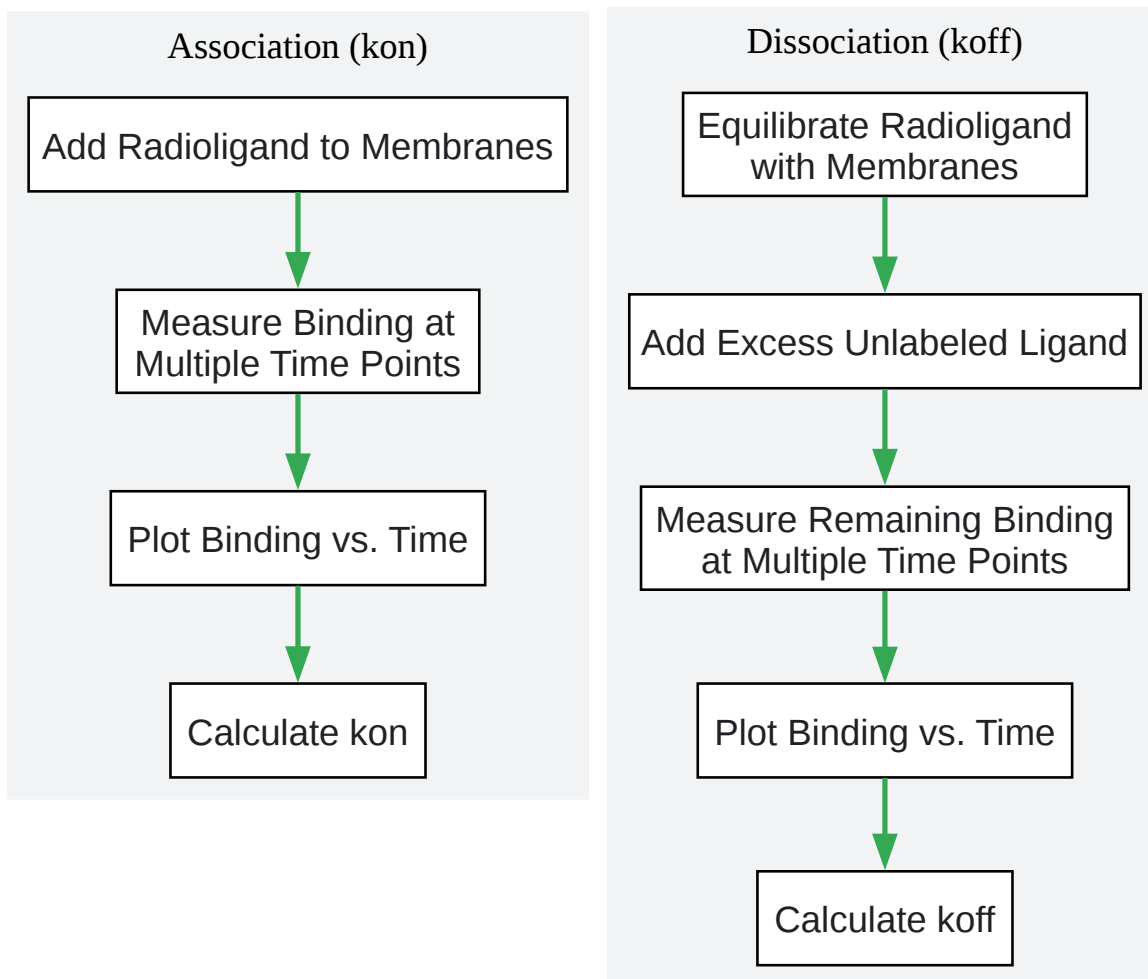 Association (kon)
Add Radioligand to Membranes
Measure Binding at
Multiple Time Points
Plot Binding vs. Time
Calculate kon
Dissociation (koff)
Equilibrate Radioligand
with Membranes
Add Excess Unlabeled Ligand
Measure Remaining Binding
at Multiple Time Points
Plot Binding vs. Time
Calculate koff